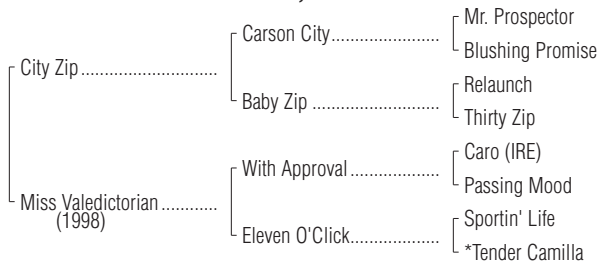 Mr. Prospector
Carson City
Blushing Promise
City Zip
Relaunch
Baby Zip
Thirty Zip
Caro (IRE)
With Approval
Passing Mood
Miss Valedictorian
(1998)
Sportin' Life
Eleven O'Click
*Tender Camilla